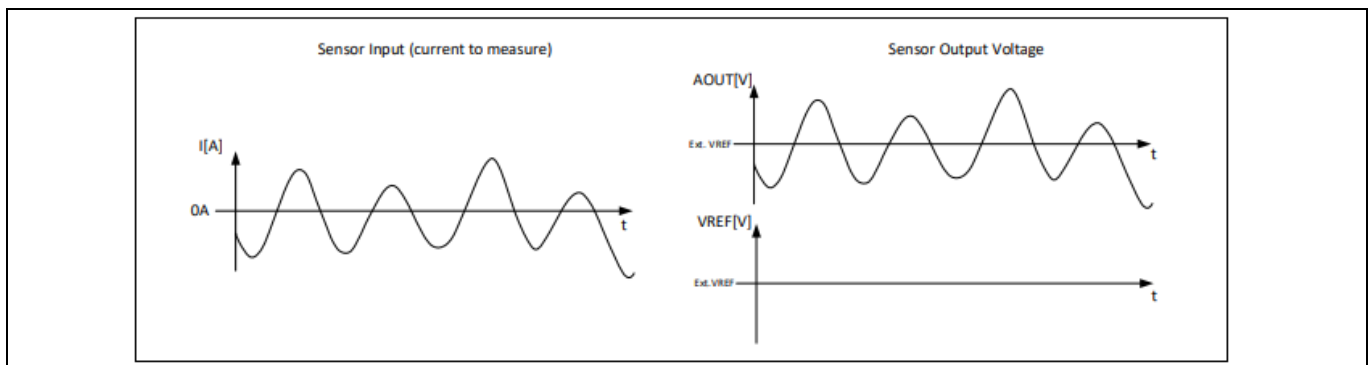 Sensor Input (current to measure)
I[A]
0A
t
Sensor Output Voltage
AOUT[V]
Ext. VREF
t
VREF[V]
Ext.VREF
t